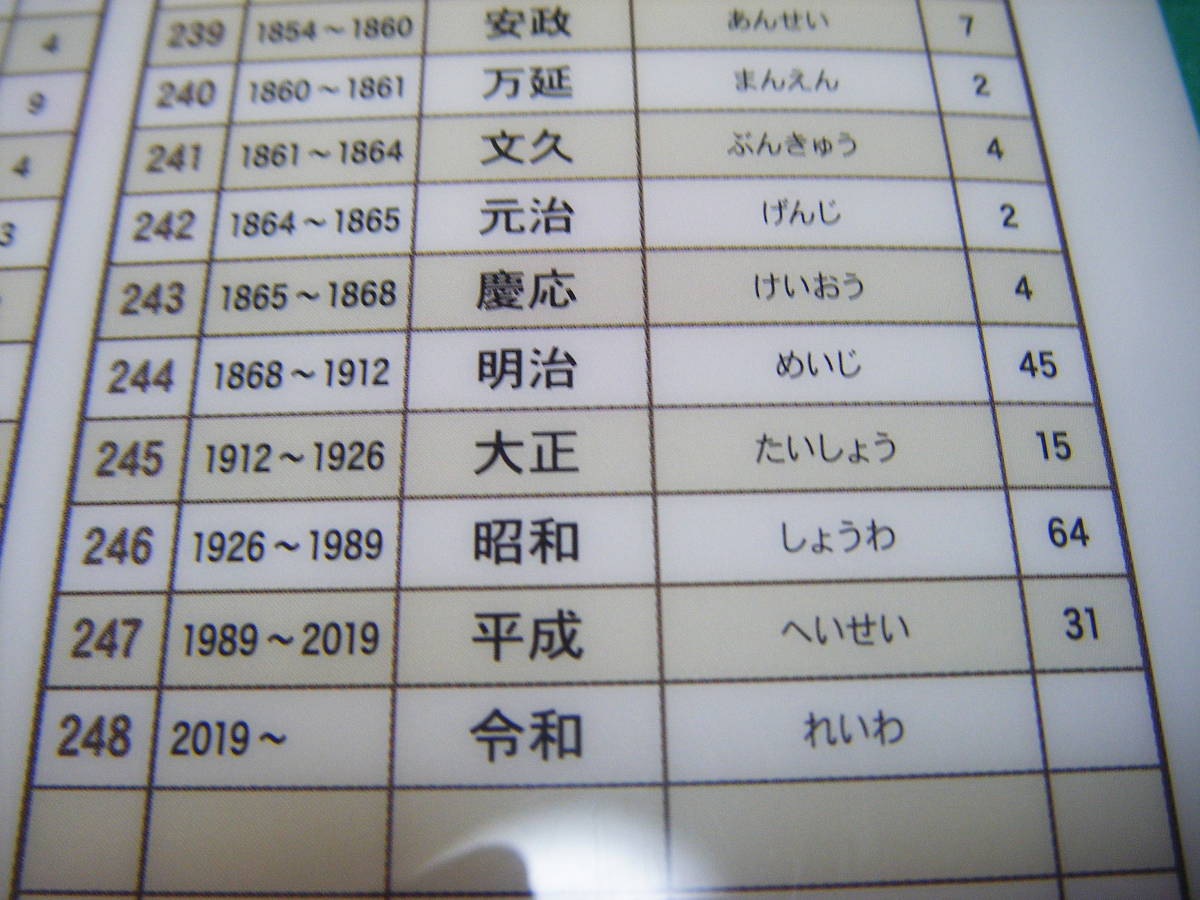 4
9
4
3
239 1854～1860 安政 あんせい 7
240 1860～1861 万延 まんえん 2
241 1861～1864 文久 ぶんきゅう 4
242 1864～1865 元治 げんじ 2
243 1865～1868 慶応 けいおう 4
244 1868～1912 明治 めいじ 45
245 1912～1926 大正 たいしょう 15
246 1926～1989 昭和 しょうわ 64
247 1989～2019 平成 へいせい 31
248 2019～ 令和 れいわ